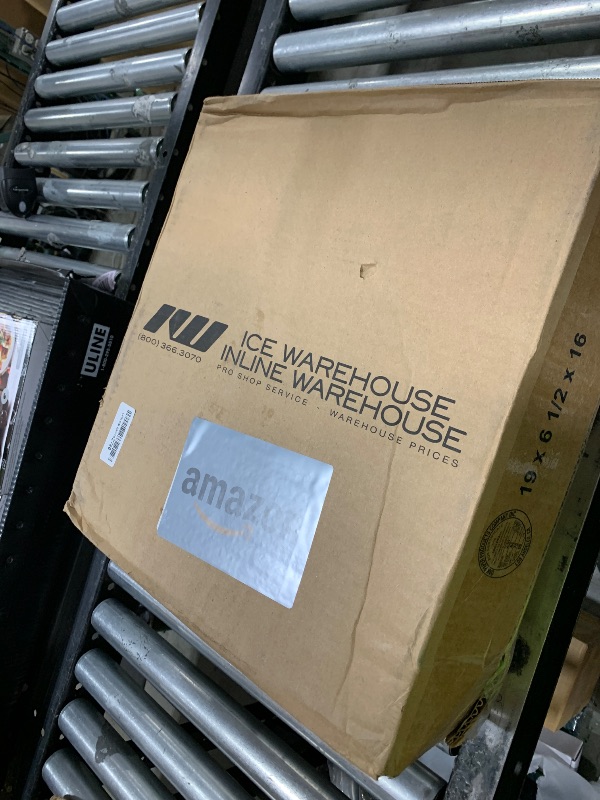 ICE WAREHOUSE
INLINE WAREHOUSE
(800) 366.3070
PRO SHOP SERVICE · WAREHOUSE PRICES
amazon
19 X 6 1/2 X 16
ULINE